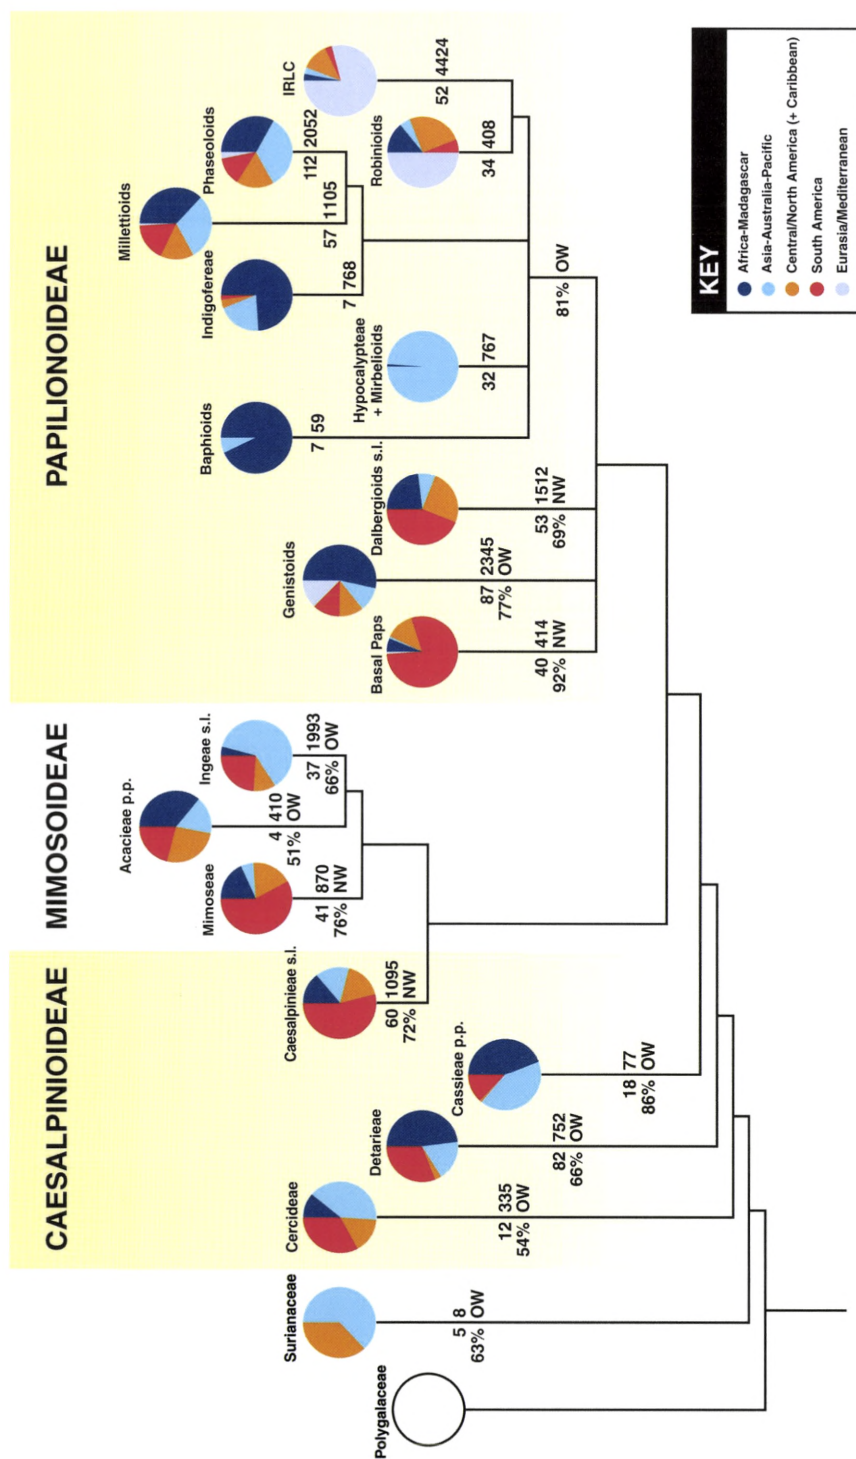 CAESALPINIOIDEAE
MIMOSOIDEAE
PAPILIONOIDEAE
Polygalaceae
Surianaceae
5 8
63% OW
Cercideae
12 335
54% OW
Detarieae
82 752
66% OW
Cassieae p.p.
18 77
86% OW
Caesalpinieae s.l.
60 1095
72% NW
Mimoseae
41 870
76% NW
Acacieae p.p.
4 410
51% OW
Ingeae s.l.
37 1993
66% OW
Basal Paps
40 414
92% NW
Genistoids
87 2345
77% OW
Dalbergioids s.l.
53 1512
69% NW
Baphioids
7 59
Hypocalypteae
+ Mirbelioids
32 767
81% OW
Indigofereae
7 768
Millettioids
57 1105
Phaseoloids
112 2052
Robinioids
34 408
IRLC
52 4424
KEY
Africa-Madagascar
Asia-Australia-Pacific
Central/North America (+ Caribbean)
South America
Eurasia/Mediterranean